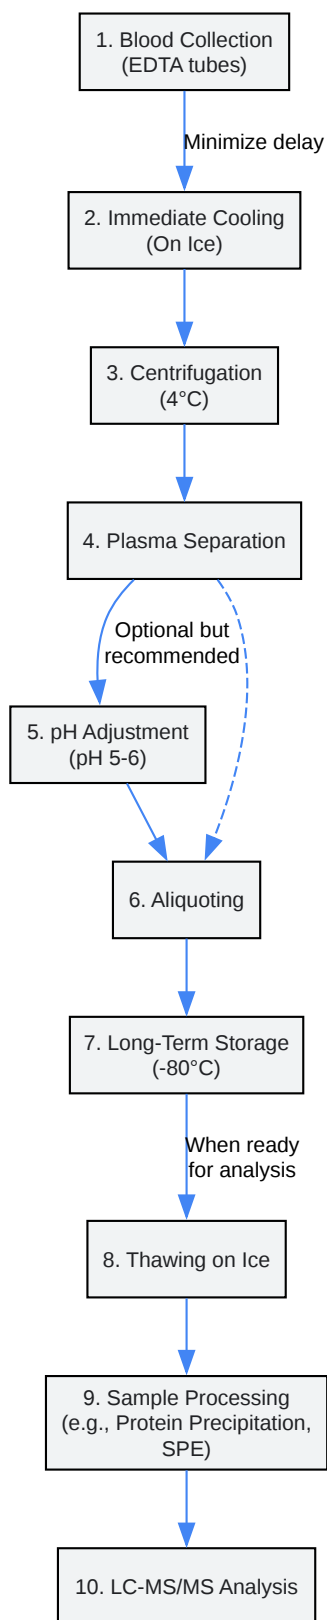 1. Blood Collection
(EDTA tubes)
Minimize delay
2. Immediate Cooling
(On Ice)
3. Centrifugation
(4°C)
4. Plasma Separation
Optional but
recommended
5. pH Adjustment
(pH 5-6)
6. Aliquoting
7. Long-Term Storage
(-80°C)
When ready
for analysis
8. Thawing on Ice
9. Sample Processing
(e.g., Protein Precipitation,
SPE)
10. LC-MS/MS Analysis